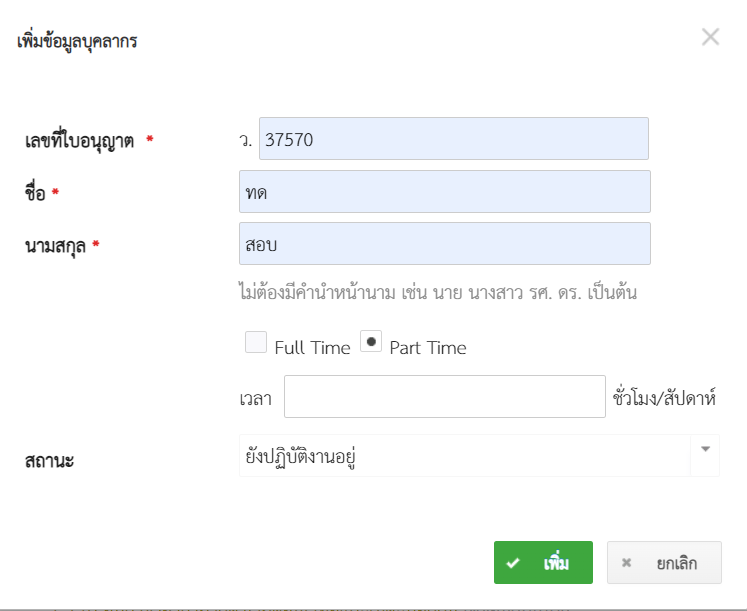 เพิ่มข้อมูลบุคลากร
เลขที่ใบอนุญาต * ว. 37570
ชื่อ * ทด
นามสกุล * สอบ
ไม่ต้องมีคำนำหน้านาม เช่น นาย นางสาว รศ. ดร. เป็นต้น
Full Time Part Time
เวลา ชั่วโมง/สัปดาห์
สถานะ ยังปฏิบัติงานอยู่
เพิ่ม ยกเลิก